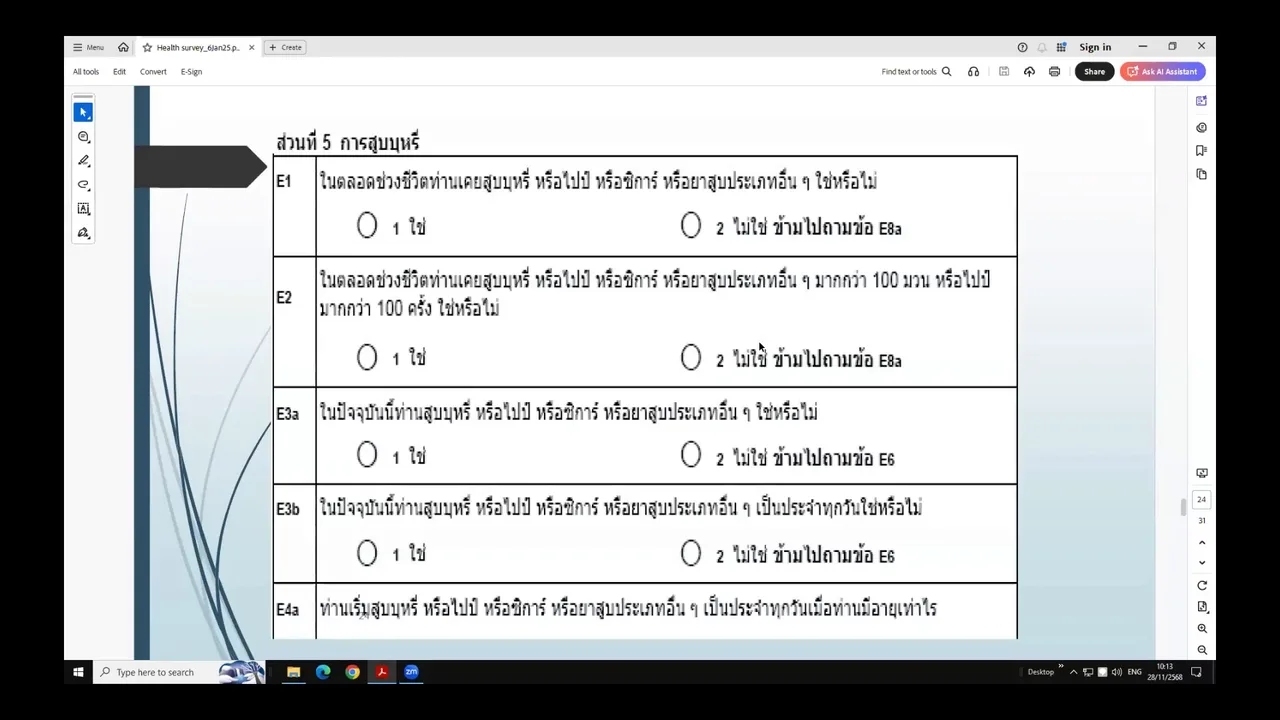 Menu
Health survey_6Jan25.p...
Create
Sign in
All tools
Edit
Convert
E-Sign
Find text or tools
Share
Ask AI Assistant
ส่วนที่ 5 การสูบบุหรี่
E1 ในตลอดช่วงชีวิตท่านเคยสูบบุหรี่ หรือไปป์ หรือซิการ์ หรือยาสูบประเภทอื่น ๆ ใช่หรือไม่
1 ใช่ 2 ไม่ใช่ ข้ามไปถามข้อ E8a
E2 ในตลอดช่วงชีวิตท่านเคยสูบบุหรี่ หรือไปป์ หรือซิการ์ หรือยาสูบประเภทอื่น ๆ มากกว่า 100 มวน หรือไปป์
มากกว่า 100 ครั้ง ใช่หรือไม่
1 ใช่ 2 ไม่ใช่ ข้ามไปถามข้อ E8a
E3a ในปัจจุบันนี้ท่านสูบบุหรี่ หรือไปป์ หรือซิการ์ หรือยาสูบประเภทอื่น ๆ ใช่หรือไม่
1 ใช่ 2 ไม่ใช่ ข้ามไปถามข้อ E6
E3b ในปัจจุบันนี้ท่านสูบบุหรี่ หรือไปป์ หรือซิการ์ หรือยาสูบประเภทอื่น ๆ เป็นประจำทุกวันใช่หรือไม่
1 ใช่ 2 ไม่ใช่ ข้ามไปถามข้อ E6
E4a ท่านเริ่มสูบบุหรี่ หรือไปป์ หรือซิการ์ หรือยาสูบประเภทอื่น ๆ เป็นประจำทุกวันเมื่อท่านมีอายุเท่าไร
24
31
Type here to search
Desktop
ENG
10:13
28/11/2568